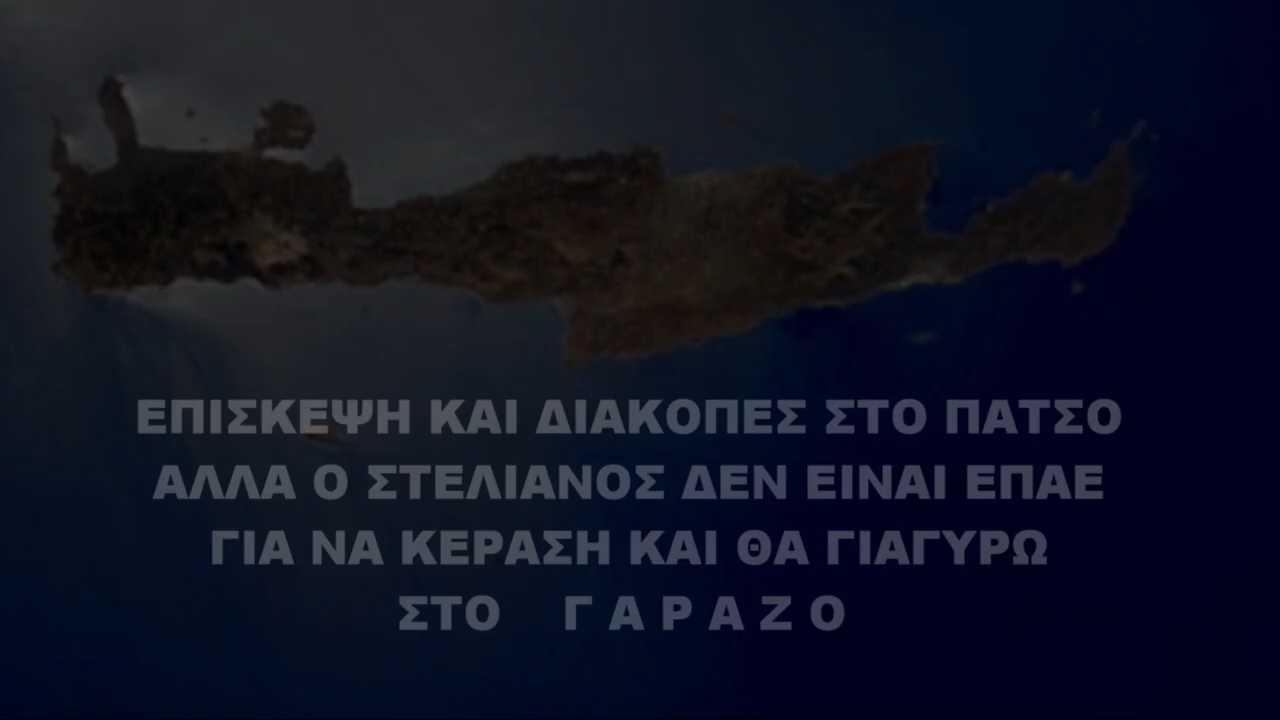 ΕΠΙΣΚΕΨΗ ΚΑΙ ΔΙΑΚΟΠΕΣ ΣΤΟ ΠΑΤΣΟ
ΑΛΛΑ Ο ΣΤΕΛΙΑΝΟΣ ΔΕΝ ΕΙΝΑΙ ΕΠΑΕ
ΓΙΑ ΝΑ ΚΕΡΑΣΗ ΚΑΙ ΘΑ ΓΙΑΓΥΡΩ
ΣΤΟ Γ Α Ρ Α Ζ Ο